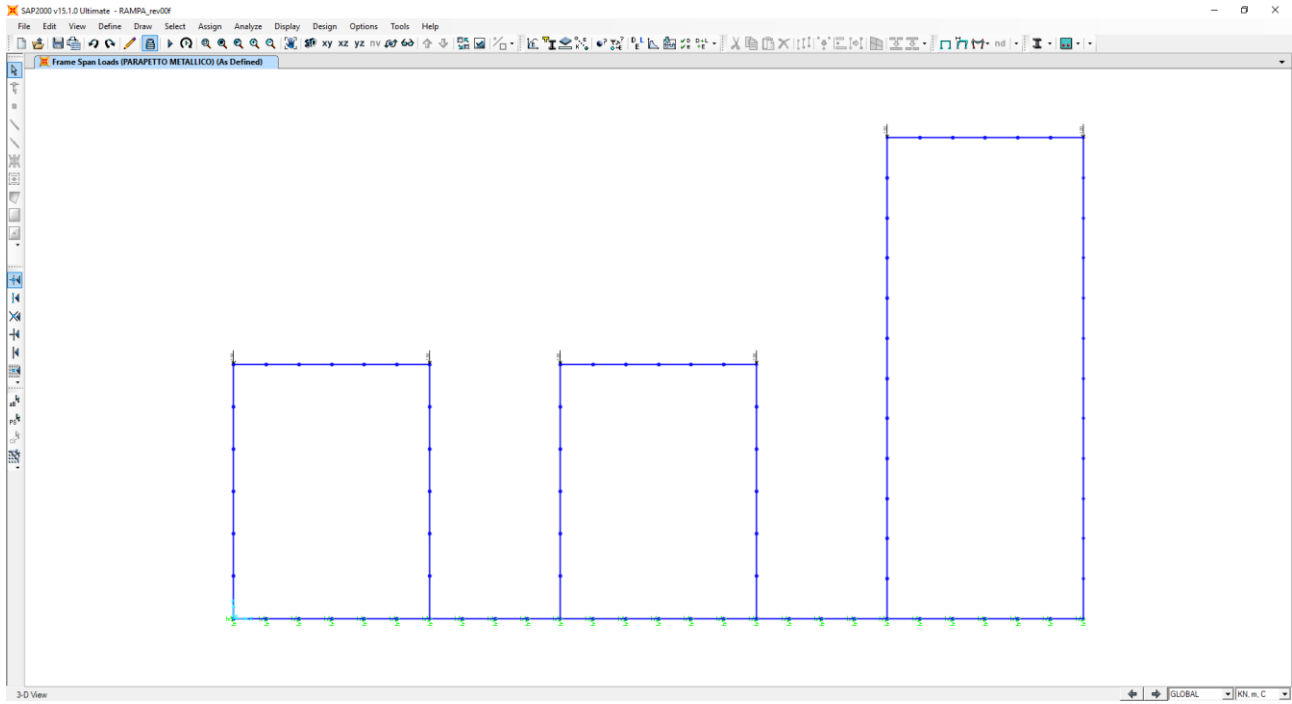 SAP2000 v15.1.0 Ultimate - RAMPA_rev00f
File Edit View Define Draw Select Assign Analyze Display Design Options Tools Help
xy xz yz nv nd
Frame Span Loads (PARAPETTO METALLICO) (As Defined)
3-D View GLOBAL KN, m, C